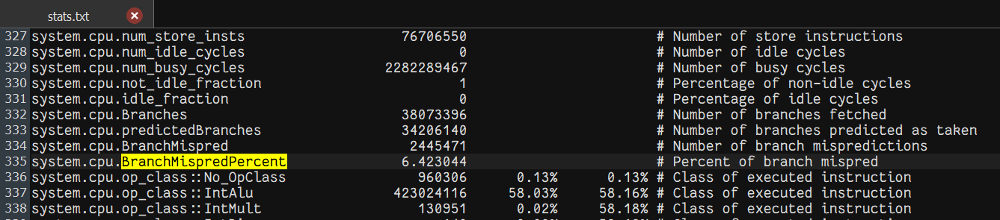 stats.txt
327 system.cpu.num_store_insts 76706550 # Number of store instructions
328 system.cpu.num_idle_cycles 0 # Number of idle cycles
329 system.cpu.num_busy_cycles 2282289467 # Number of busy cycles
330 system.cpu.not_idle_fraction 1 # Percentage of non-idle cycles
331 system.cpu.idle_fraction 0 # Percentage of idle cycles
332 system.cpu.Branches 38073396 # Number of branches fetched
333 system.cpu.predictedBranches 34206140 # Number of branches predicted as taken
334 system.cpu.BranchMispred 2445471 # Number of branch mispredictions
335 system.cpu.BranchMispredPercent 6.423044 # Percent of branch mispred
336 system.cpu.op_class::No_OpClass 960306 0.13% 0.13% # Class of executed instruction
337 system.cpu.op_class::IntAlu 423024116 58.03% 58.16% # Class of executed instruction
338 system.cpu.op_class::IntMult 130951 0.02% 58.18% # Class of executed instruction